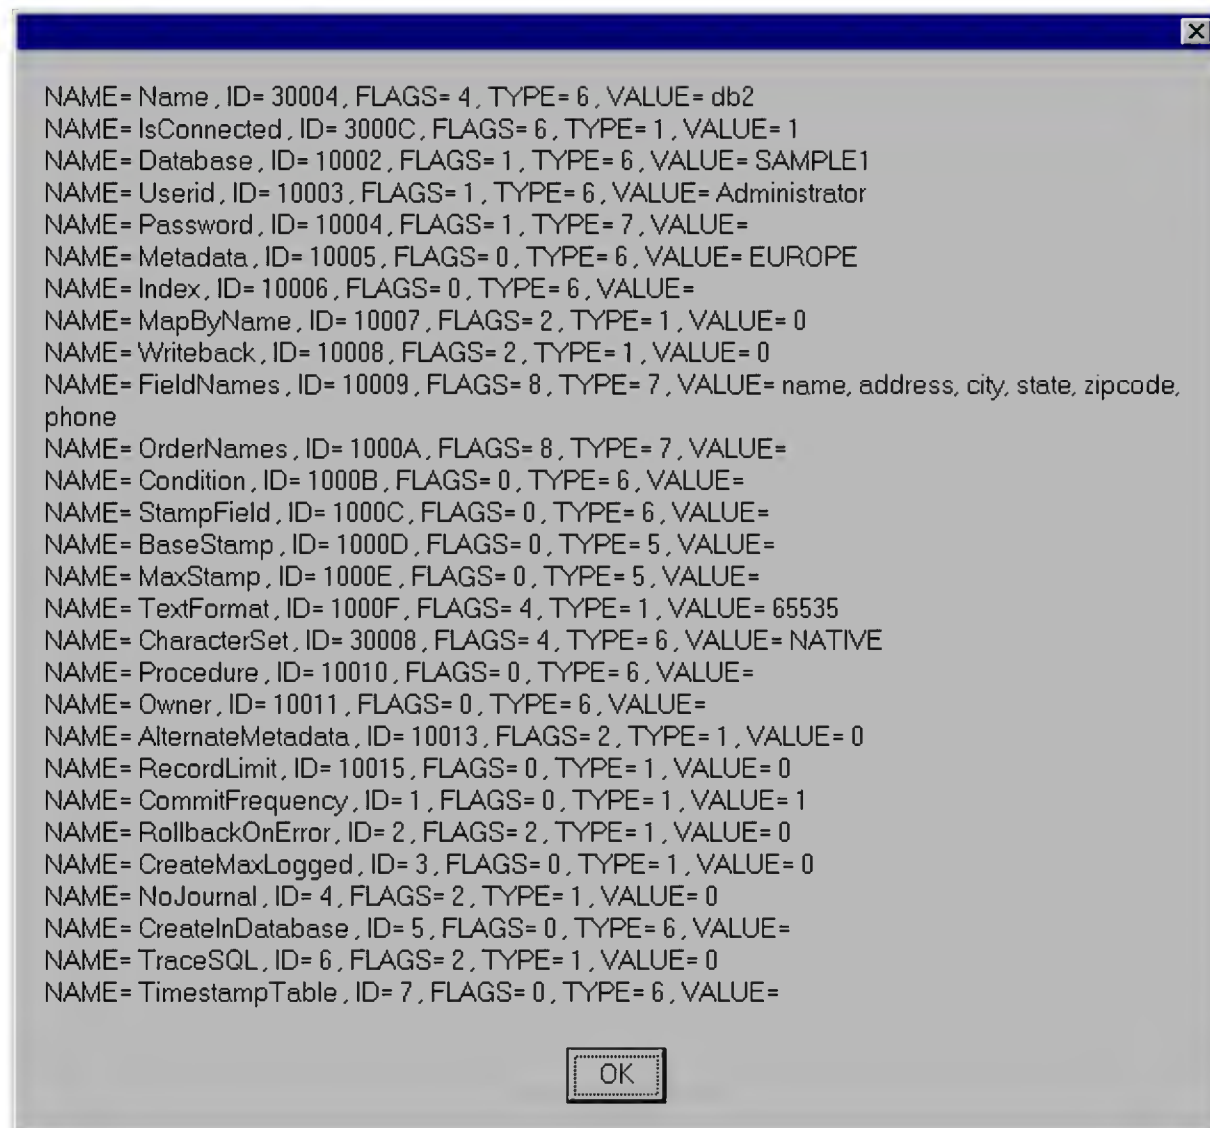 NAME= Name , ID= 30004 , FLAGS= 4 , TYPE= 6 , VALUE= db2
NAME= IsConnected , ID= 3000C , FLAGS= 6 , TYPE= 1 , VALUE= 1
NAME= Database , ID= 10002 , FLAGS= 1 , TYPE= 6 , VALUE= SAMPLE1
NAME= Userid , ID= 10003 , FLAGS= 1 , TYPE= 6 , VALUE= Administrator
NAME= Password , ID= 10004 , FLAGS= 1 , TYPE= 7 , VALUE=
NAME= Metadata , ID= 10005 , FLAGS= 0 , TYPE= 6 , VALUE= EUROPE
NAME= Index , ID= 10006 , FLAGS= 0 , TYPE= 6 , VALUE=
NAME= MapByName , ID= 10007 , FLAGS= 2 , TYPE= 1 , VALUE= 0
NAME= Writeback , ID= 10008 , FLAGS= 2 , TYPE= 1 , VALUE= 0
NAME= FieldNames , ID= 10009 , FLAGS= 8 , TYPE= 7 , VALUE= name, address, city, state, zipcode,
phone
NAME= OrderNames , ID= 1000A , FLAGS= 8 , TYPE= 7 , VALUE=
NAME= Condition , ID= 1000B , FLAGS= 0 , TYPE= 6 , VALUE=
NAME= StampField , ID= 1000C , FLAGS= 0 , TYPE= 6 , VALUE=
NAME= BaseStamp , ID= 1000D , FLAGS= 0 , TYPE= 5 , VALUE=
NAME= MaxStamp , ID= 1000E , FLAGS= 0 , TYPE= 5 , VALUE=
NAME= TextFormat , ID= 1000F , FLAGS= 4 , TYPE= 1 , VALUE= 65535
NAME= CharacterSet , ID= 30008 , FLAGS= 4 , TYPE= 6 , VALUE= NATIVE
NAME= Procedure , ID= 10010 , FLAGS= 0 , TYPE= 6 , VALUE=
NAME= Owner , ID= 10011 , FLAGS= 0 , TYPE= 6 , VALUE=
NAME= AlternateMetadata , ID= 10013 , FLAGS= 2 , TYPE= 1 , VALUE= 0
NAME= RecordLimit , ID= 10015 , FLAGS= 0 , TYPE= 1 , VALUE= 0
NAME= CommitFrequency , ID= 1 , FLAGS= 0 , TYPE= 1 , VALUE= 1
NAME= RollbackOnError , ID= 2 , FLAGS= 2 , TYPE= 1 , VALUE= 0
NAME= CreateMaxLogged , ID= 3 , FLAGS= 0 , TYPE= 1 , VALUE= 0
NAME= NoJournal , ID= 4 , FLAGS= 2 , TYPE= 1 , VALUE= 0
NAME= CreateInDatabase , ID= 5 , FLAGS= 0 , TYPE= 6 , VALUE=
NAME= TraceSQL , ID= 6 , FLAGS= 2 , TYPE= 1 , VALUE= 0
NAME= TimestampTable , ID= 7 , FLAGS= 0 , TYPE= 6 , VALUE=
OK